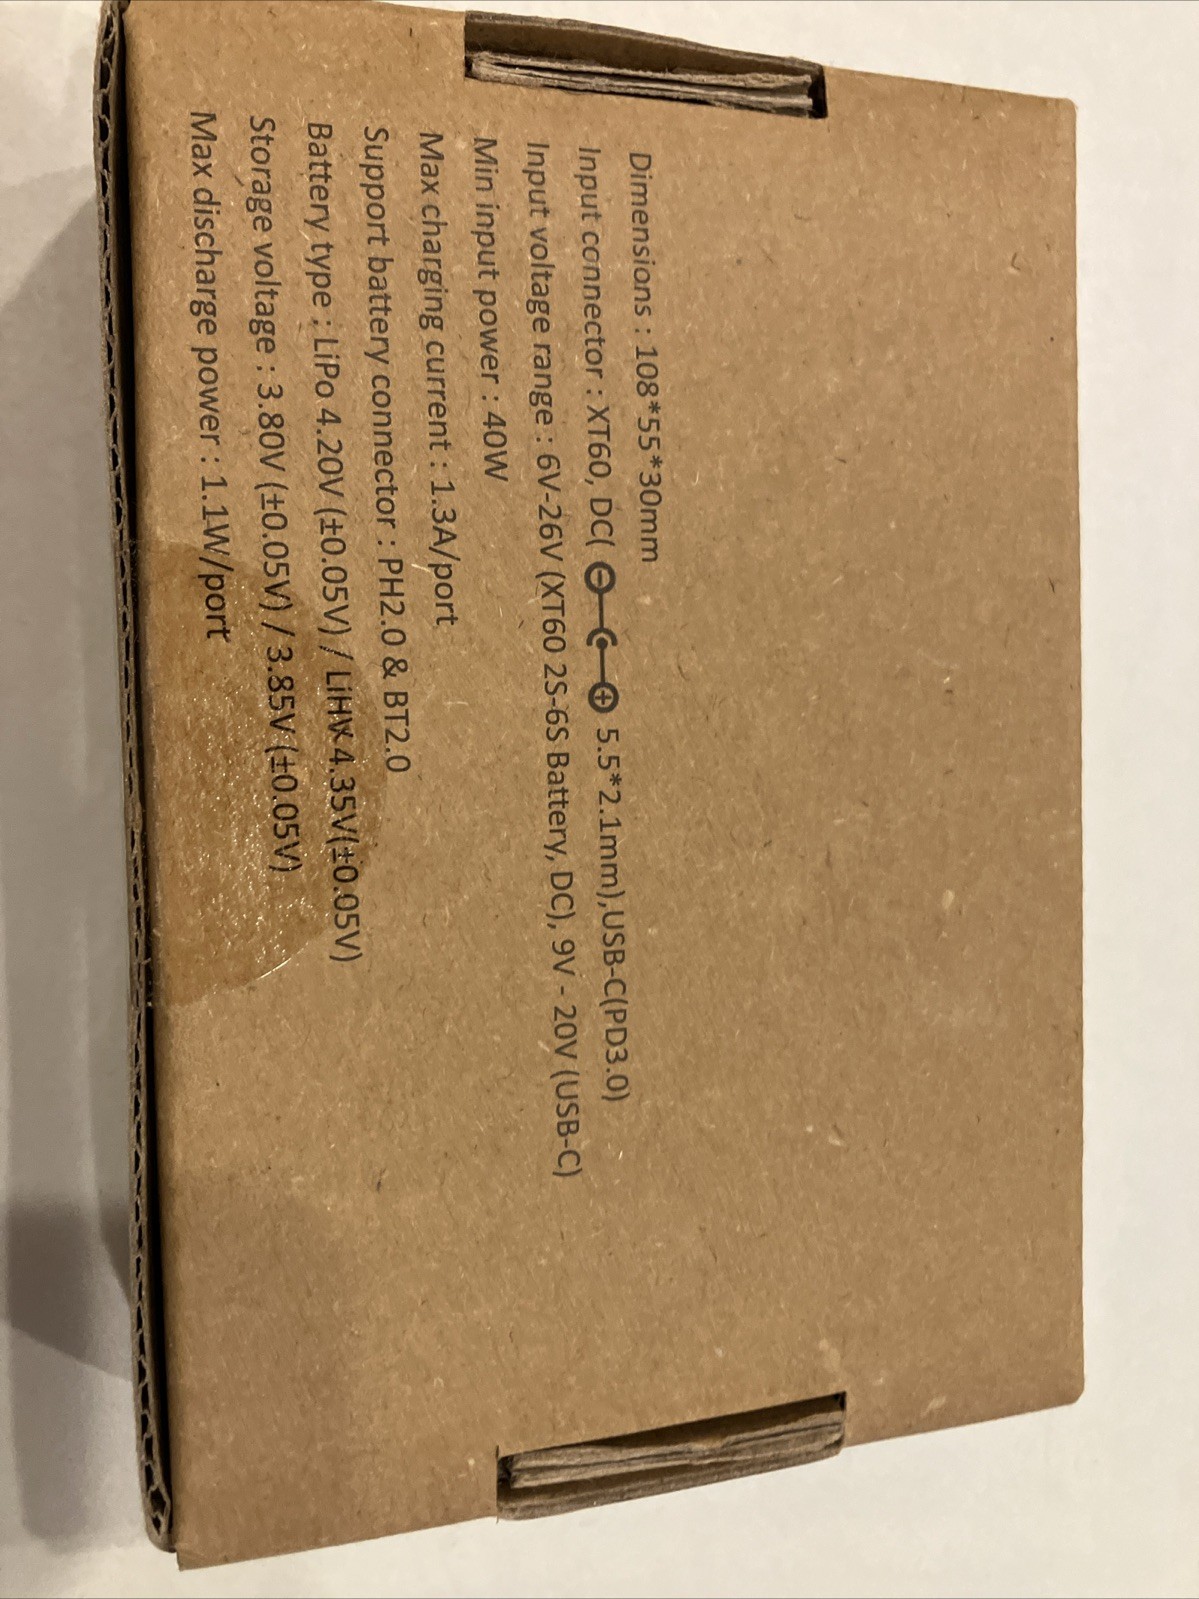 Dimensions : 108*55*30mm
Input connector : XT60, DC( ⊖-C-⊕ 5.5*2.1mm),USB-C(PD3.0)
Input voltage range : 6V-26V (XT60 2S-6S Battery, DC), 9V - 20V (USB-C)
Min input power : 40W
Max charging current : 1.3A/port
Support battery connector : PH2.0 & BT2.0
Battery type : LiPo 4.20V (±0.05V) / LiHV 4.35V(±0.05V)
Storage voltage : 3.80V (±0.05V) / 3.85V (±0.05V)
Max discharge power : 1.1W/port